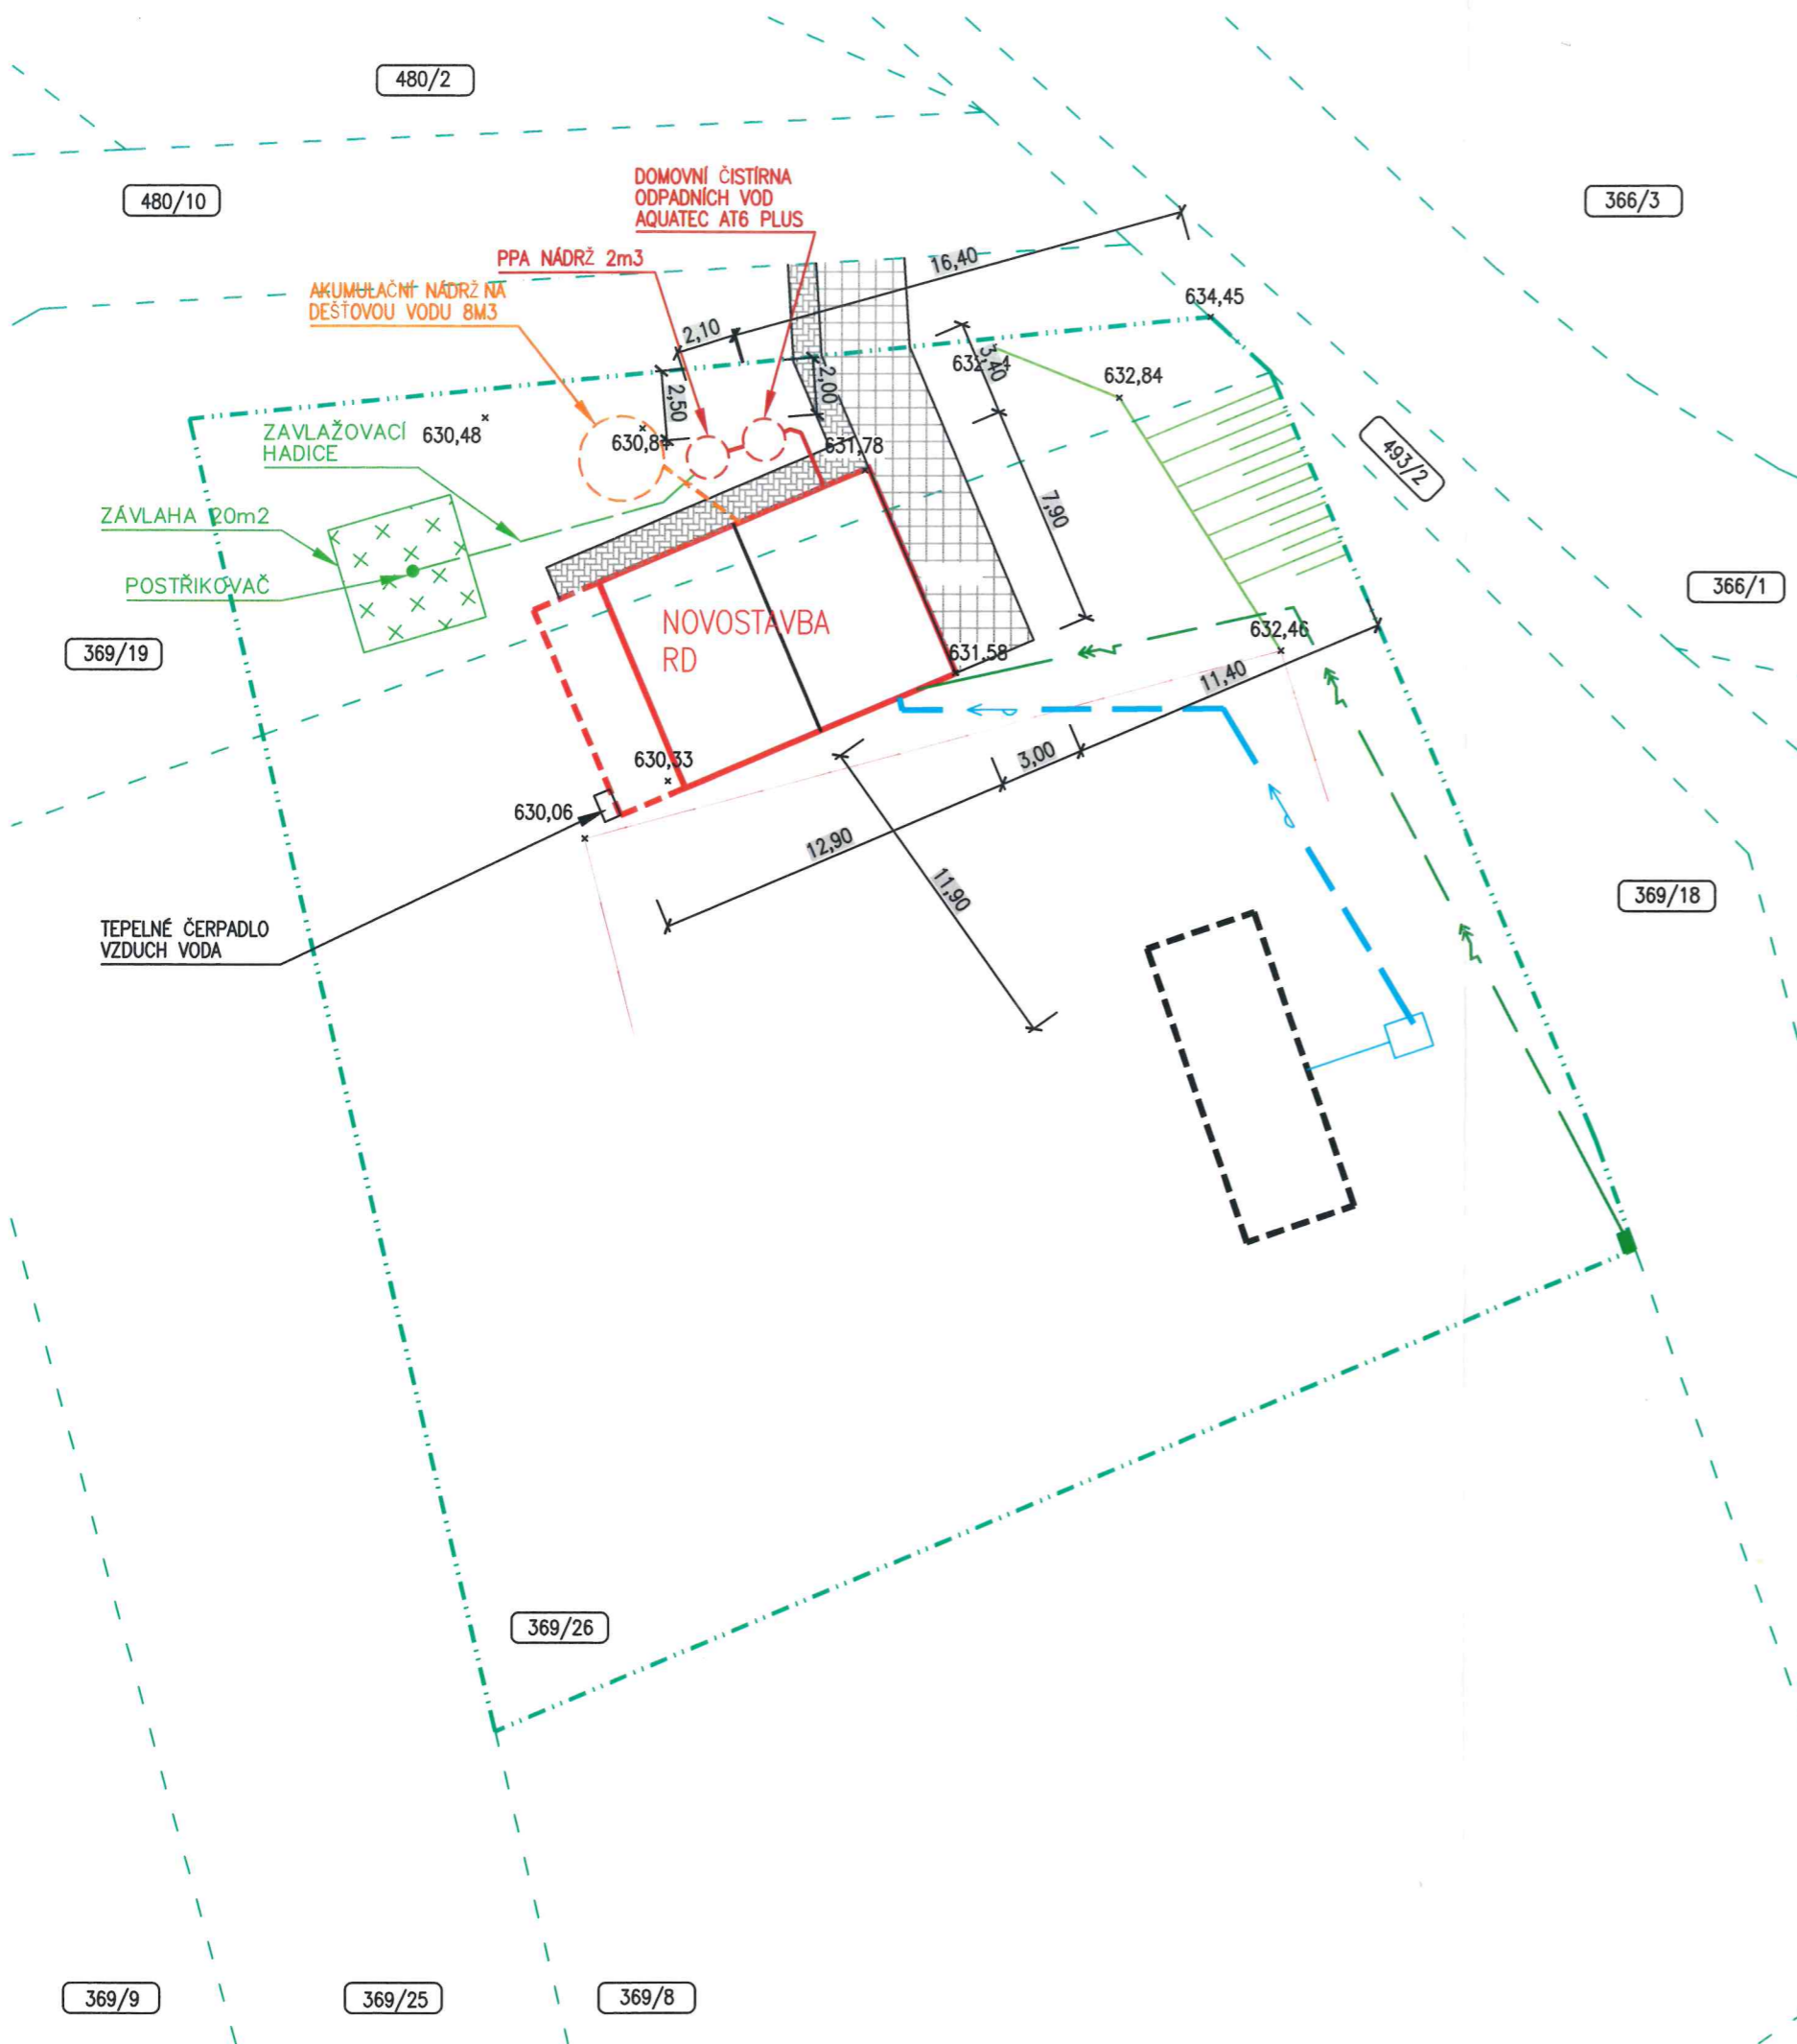 480/2
DOMOVNÍ ČISTÍRNA
ODPADNÍCH VOD
AQUATEC AT6 PLUS
480/10
366/3
PPA NÁDRŽ 2m3
16,40
AKUMULAČNÍ NÁDRŽ NA
DEŠŤOVOU VODU 8M3
634,45
2,10
3,40
632,84
2,00
2,50
ZAVLAŽOVACÍ
HADICE
630,48
630,81
631,78
493/2
7,90
ZÁVLAHA 20m2
POSTŘIKOVAČ
366/1
NOVOSTAVBA
RD
632,46
369/19
631,58
11,40
630,33
3,00
630,06
12,90
11,90
369/18
TEPELNÉ ČERPADLO
VZDUCH VODA
369/26
369/9
369/25
369/8